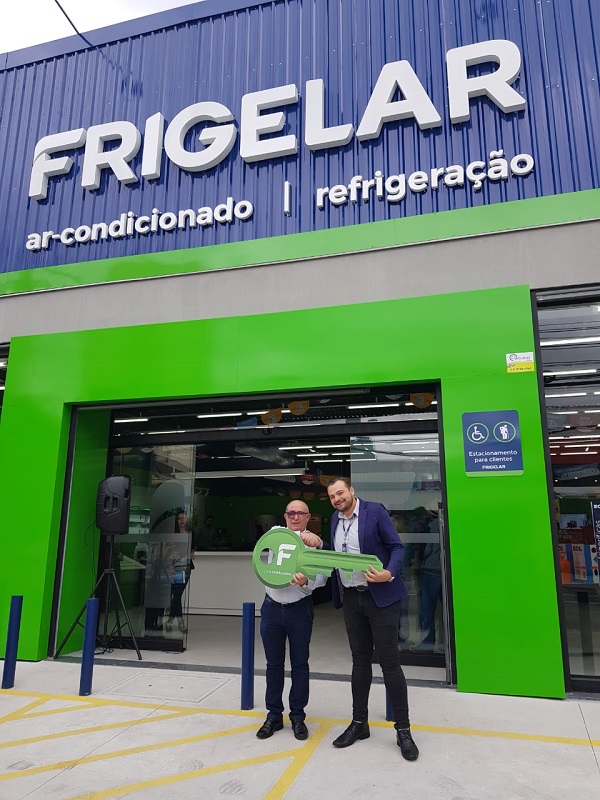 FRIGELAR
ar-condicionado | refrigeração
Estacionamento
para clientes
FRIGELAR
F